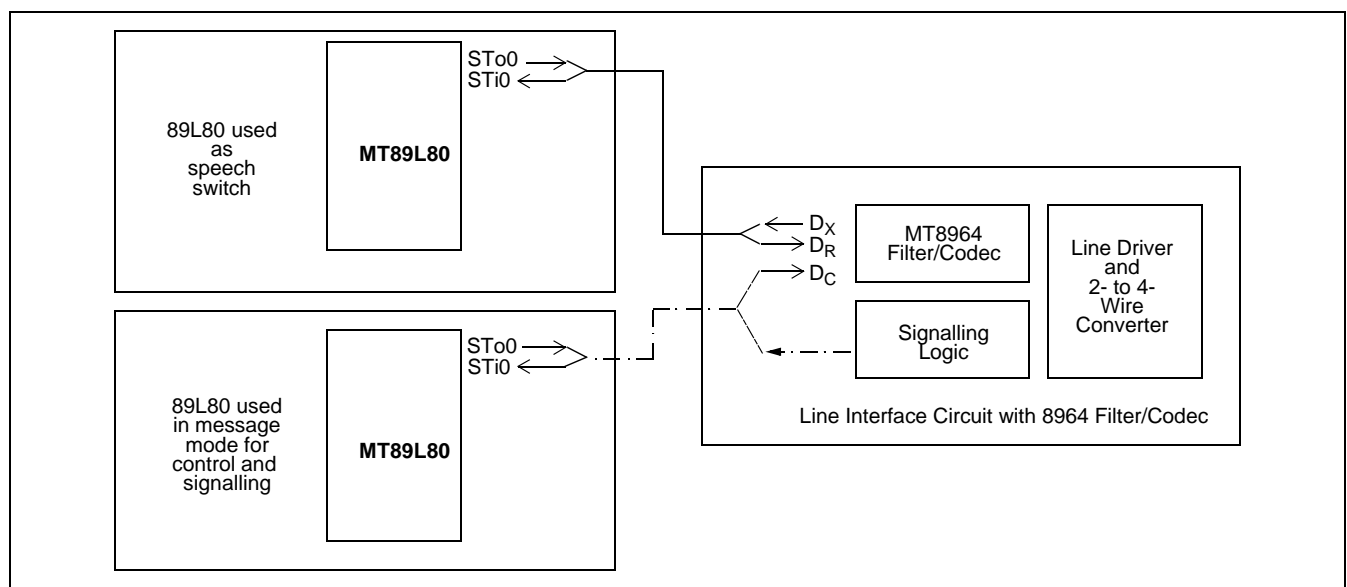 STo0
STi0
89L80 used
as
speech
switch
MT89L80
STo0
STi0
89L80 used
in message
mode for
control and
signalling
MT89L80
DX
DR
DC
MT8964
Filter/Codec
Signalling
Logic
Line Driver
and
2- to 4-
Wire
Converter
Line Interface Circuit with 8964 Filter/Codec